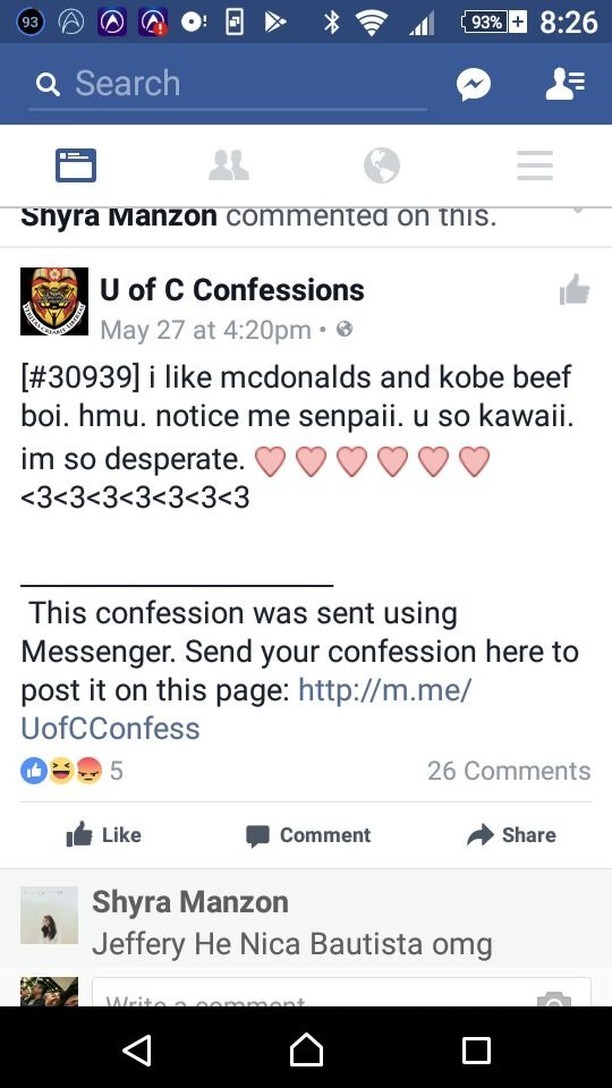 93
93%
8:26
Search
Shyra Manzon commented on this.
U of C Confessions
May 27 at 4:20pm •
[#30939] i like mcdonalds and kobe beef
boi. hmu. notice me senpaii. u so kawaii.
im so desperate. 
<3<3<3<3<3<3<3
This confession was sent using
Messenger. Send your confession here to
post it on this page: http://m.me/
UofCConfess
5
26 Comments
Like
Comment
Share
Shyra Manzon
Jeffery He Nica Bautista omg
Write a comment